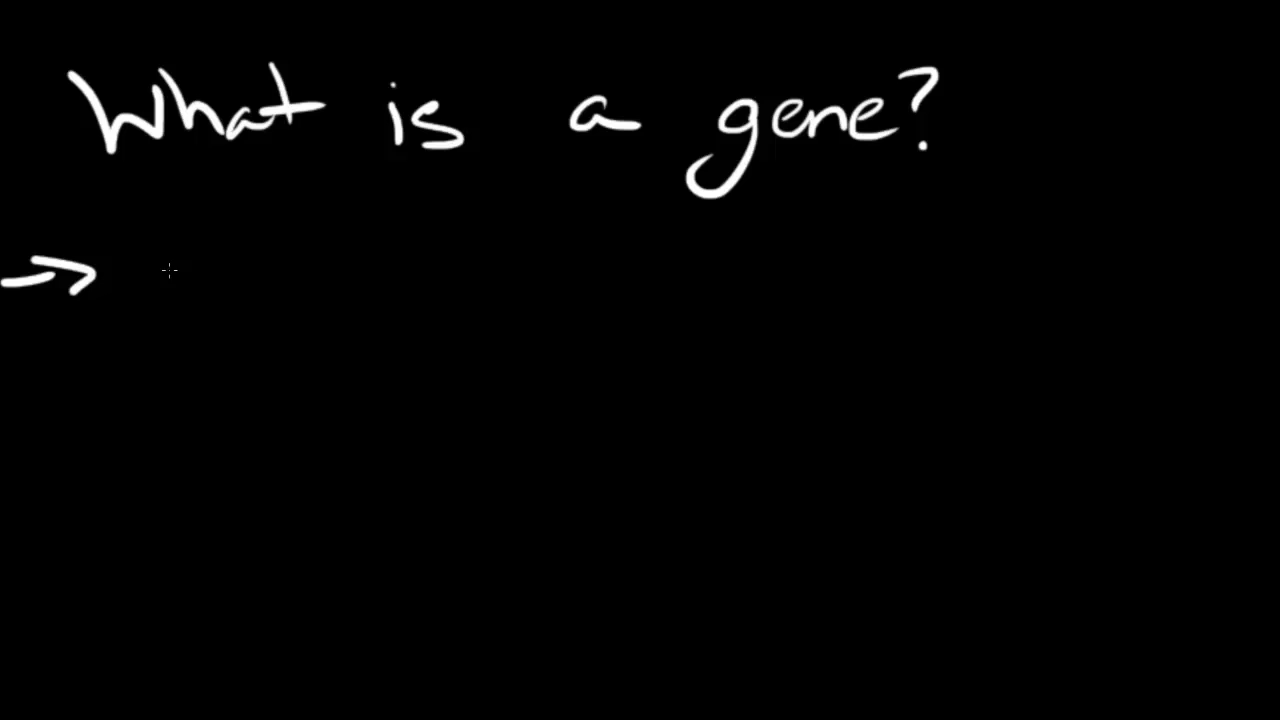 What is a gene?
→